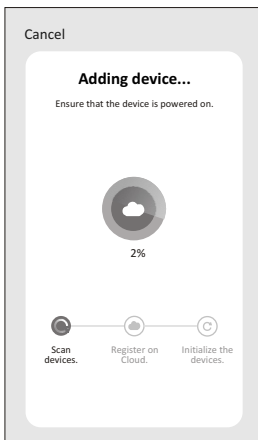 Cancel
Adding device...
Ensure that the device is powered on.
2%
Scan
devices.
Register on
Cloud.
Initialize the
devices.